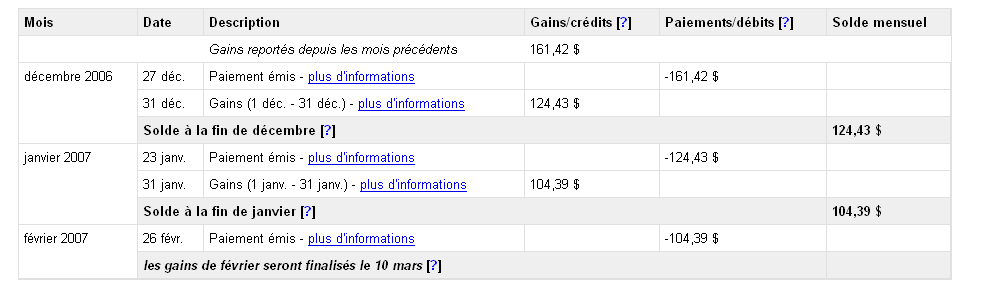 Mois Date Description Gains/crédits [?] Paiements/débits [?] Solde mensuel
Gains reportés depuis les mois précédents 161,42 $
décembre 2006 27 déc. Paiement émis - plus d'informations -161,42 $
31 déc. Gains (1 déc. - 31 déc.) - plus d'informations 124,43 $
Solde à la fin de décembre [?] 124,43 $
janvier 2007 23 janv. Paiement émis - plus d'informations -124,43 $
31 janv. Gains (1 janv. - 31 janv.) - plus d'informations 104,39 $
Solde à la fin de janvier [?] 104,39 $
février 2007 26 févr. Paiement émis - plus d'informations -104,39 $
les gains de février seront finalisés le 10 mars [?]